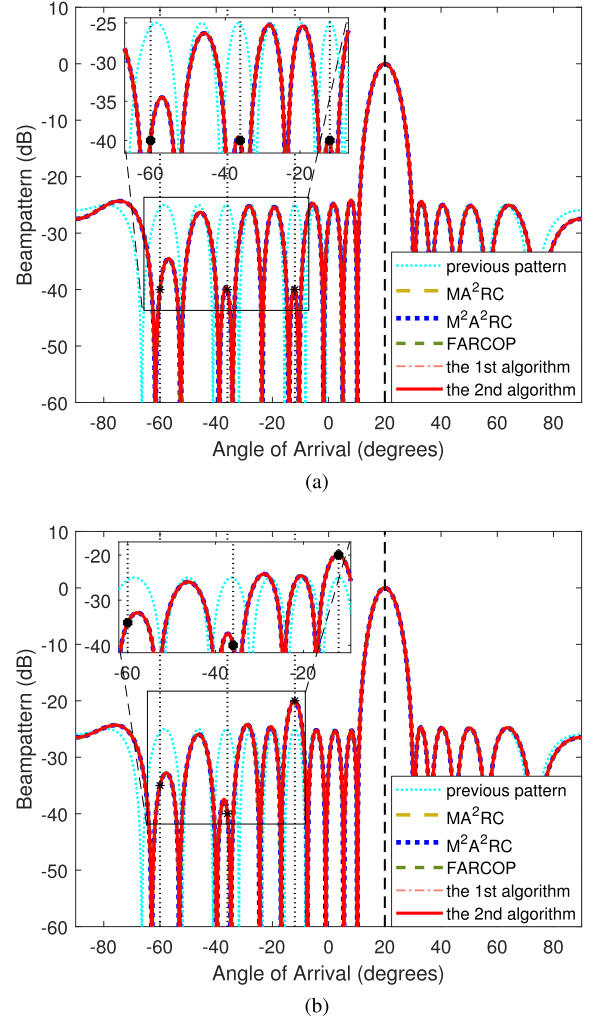 10
0
-10
-20
-30
-40
-50
-60
-25
-30
-35
-40
-60 -40 -20
Beampattern (dB)
previous pattern
MA²RC
M²A²RC
FARCOP
the 1st algorithm
the 2nd algorithm
-80 -60 -40 -20 0 20 40 60 80
Angle of Arrival (degrees)
(a)
10
0
-10
-20
-30
-40
-50
-60
-20
-30
-40
-60 -40 -20
Beampattern (dB)
previous pattern
MA²RC
M²A²RC
FARCOP
the 1st algorithm
the 2nd algorithm
-80 -60 -40 -20 0 20 40 60 80
Angle of Arrival (degrees)
(b)